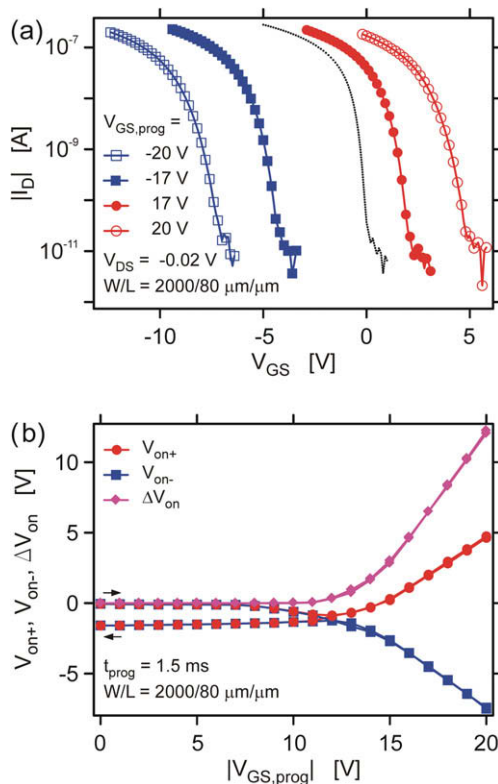 (a)
10⁻⁷
10⁻⁹
10⁻¹¹
|I_D| [A]
V_GS,prog =
-20 V
-17 V
17 V
20 V
V_DS = -0.02 V
W/L = 2000/80 μm/μm
-10
-5
0
5
V_GS [V]
(b)
10
5
0
-5
V_on+, V_on-, ΔV_on [V]
V_on+
V_on-
ΔV_on
t_prog = 1.5 ms
W/L = 2000/80 μm/μm
0
5
10
15
20
|V_GS,prog| [V]